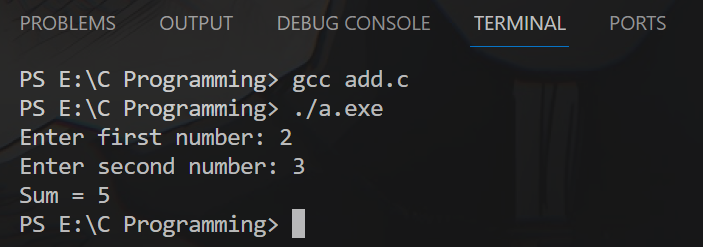 PROBLEMS OUTPUT DEBUG CONSOLE TERMINAL PORTS
PS E:\C Programming> gcc add.c
PS E:\C Programming> ./a.exe
Enter first number: 2
Enter second number: 3
Sum = 5
PS E:\C Programming>